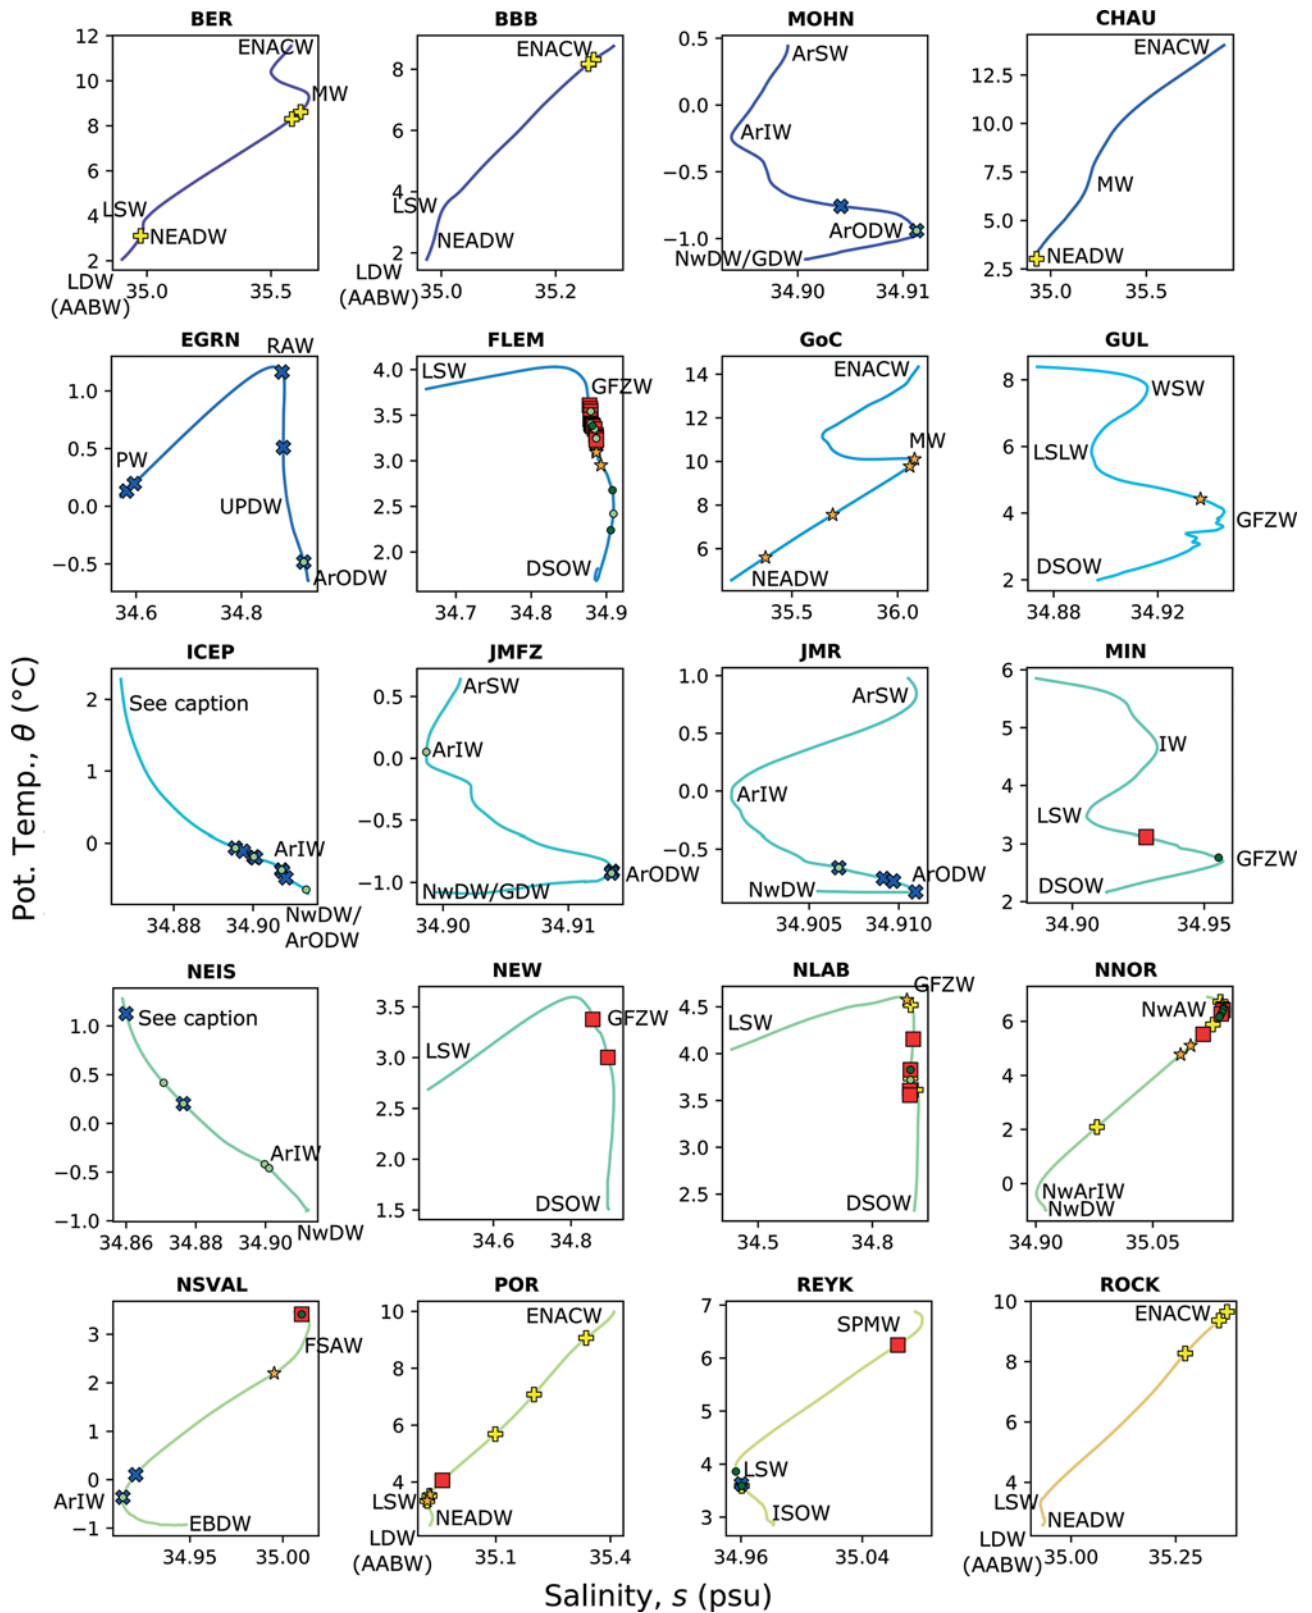 BER
BBB
MOHN
CHAU
12
10
8
6
4
2
ENACW
MW
LSW
NEADW
LDW
(AABW)
35.0
35.5
8
6
4
2
ENACW
LSW
NEADW
LDW
(AABW)
35.0
35.2
0.5
0.0
−0.5
−1.0
ArSW
ArIW
ArODW
NwDW/GDW
34.90
34.91
12.5
10.0
7.5
5.0
2.5
ENACW
MW
NEADW
35.0
35.5
EGRN
FLEM
GoC
GUL
1.0
0.5
0.0
−0.5
RAW
PW
UPDW
ArODW
34.6
34.8
4.0
3.5
3.0
2.5
2.0
LSW
GFZW
DSOW
34.7
34.8
34.9
14
12
10
8
6
ENACW
MW
NEADW
35.5
36.0
8
6
4
2
WSW
LSLW
GFZW
DSOW
34.88
34.92
ICEP
JMFZ
JMR
MIN
2
1
0
See caption
ArIW
NwDW/
ArODW
34.88
34.90
0.5
0.0
−0.5
−1.0
ArSW
ArIW
ArODW
NwDW/GDW
34.90
34.91
1.0
0.5
0.0
−0.5
ArSW
ArIW
ArODW
NwDW
34.905
34.910
6
5
4
3
2
IW
LSW
GFZW
DSOW
34.90
34.95
NEIS
NEW
NLAB
NNOR
1.0
0.5
0.0
−0.5
−1.0
See caption
ArIW
NwDW
34.86
34.88
34.90
3.5
3.0
2.5
2.0
1.5
GFZW
LSW
DSOW
34.6
34.8
4.5
4.0
3.5
3.0
2.5
GFZW
LSW
DSOW
34.5
34.8
6
4
2
0
NwAW
NwArIW
NwDW
34.90
35.05
NSVAL
POR
REYK
ROCK
3
2
1
0
−1
FSAW
ArIW
EBDW
34.95
35.00
10
8
6
4
ENACW
LSW
NEADW
LDW
(AABW)
35.1
35.4
7
6
5
4
3
SPMW
LSW
ISOW
34.96
35.04
10
8
6
4
ENACW
LSW
NEADW
LDW
(AABW)
35.00
35.25
Pot. Temp., θ (°C)
Salinity, s (psu)